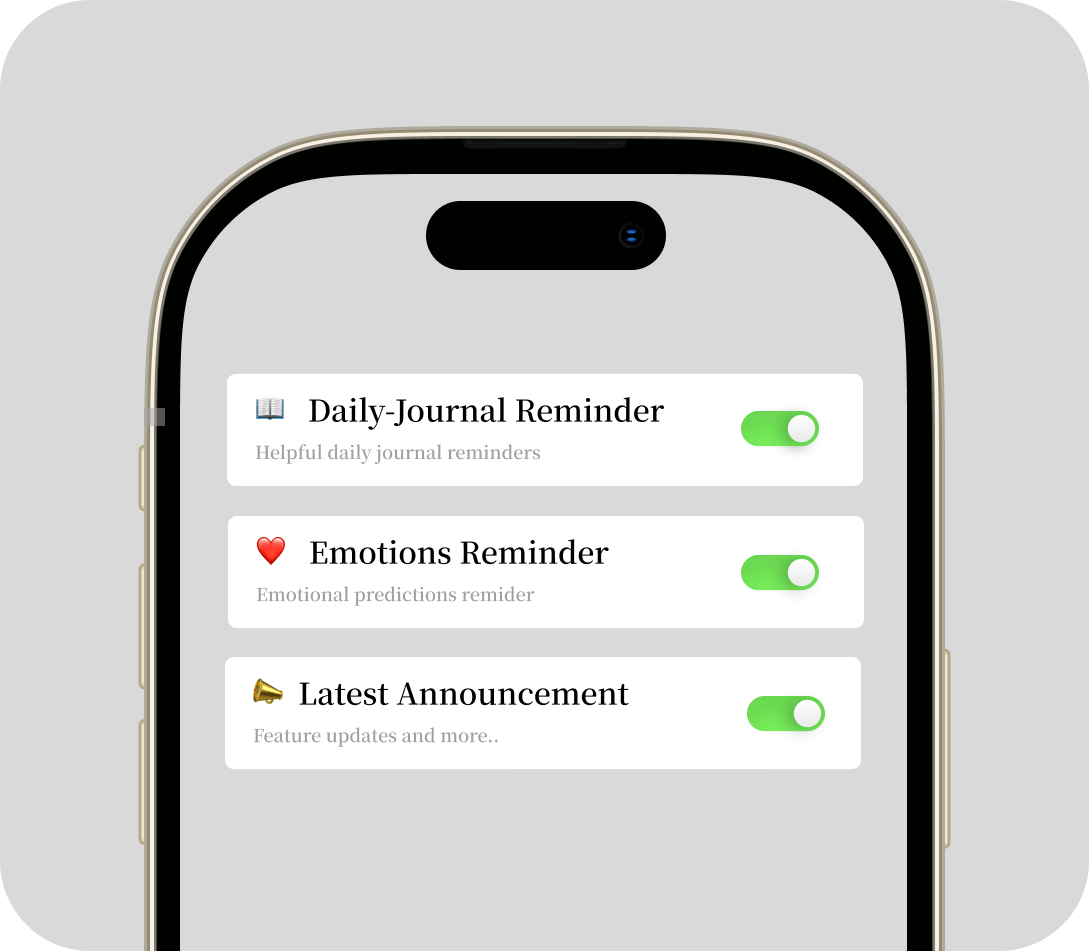 Daily-Journal Reminder
Helpful daily journal reminders
Emotions Reminder
Emotional predictions remider
Latest Announcement
Feature updates and more..